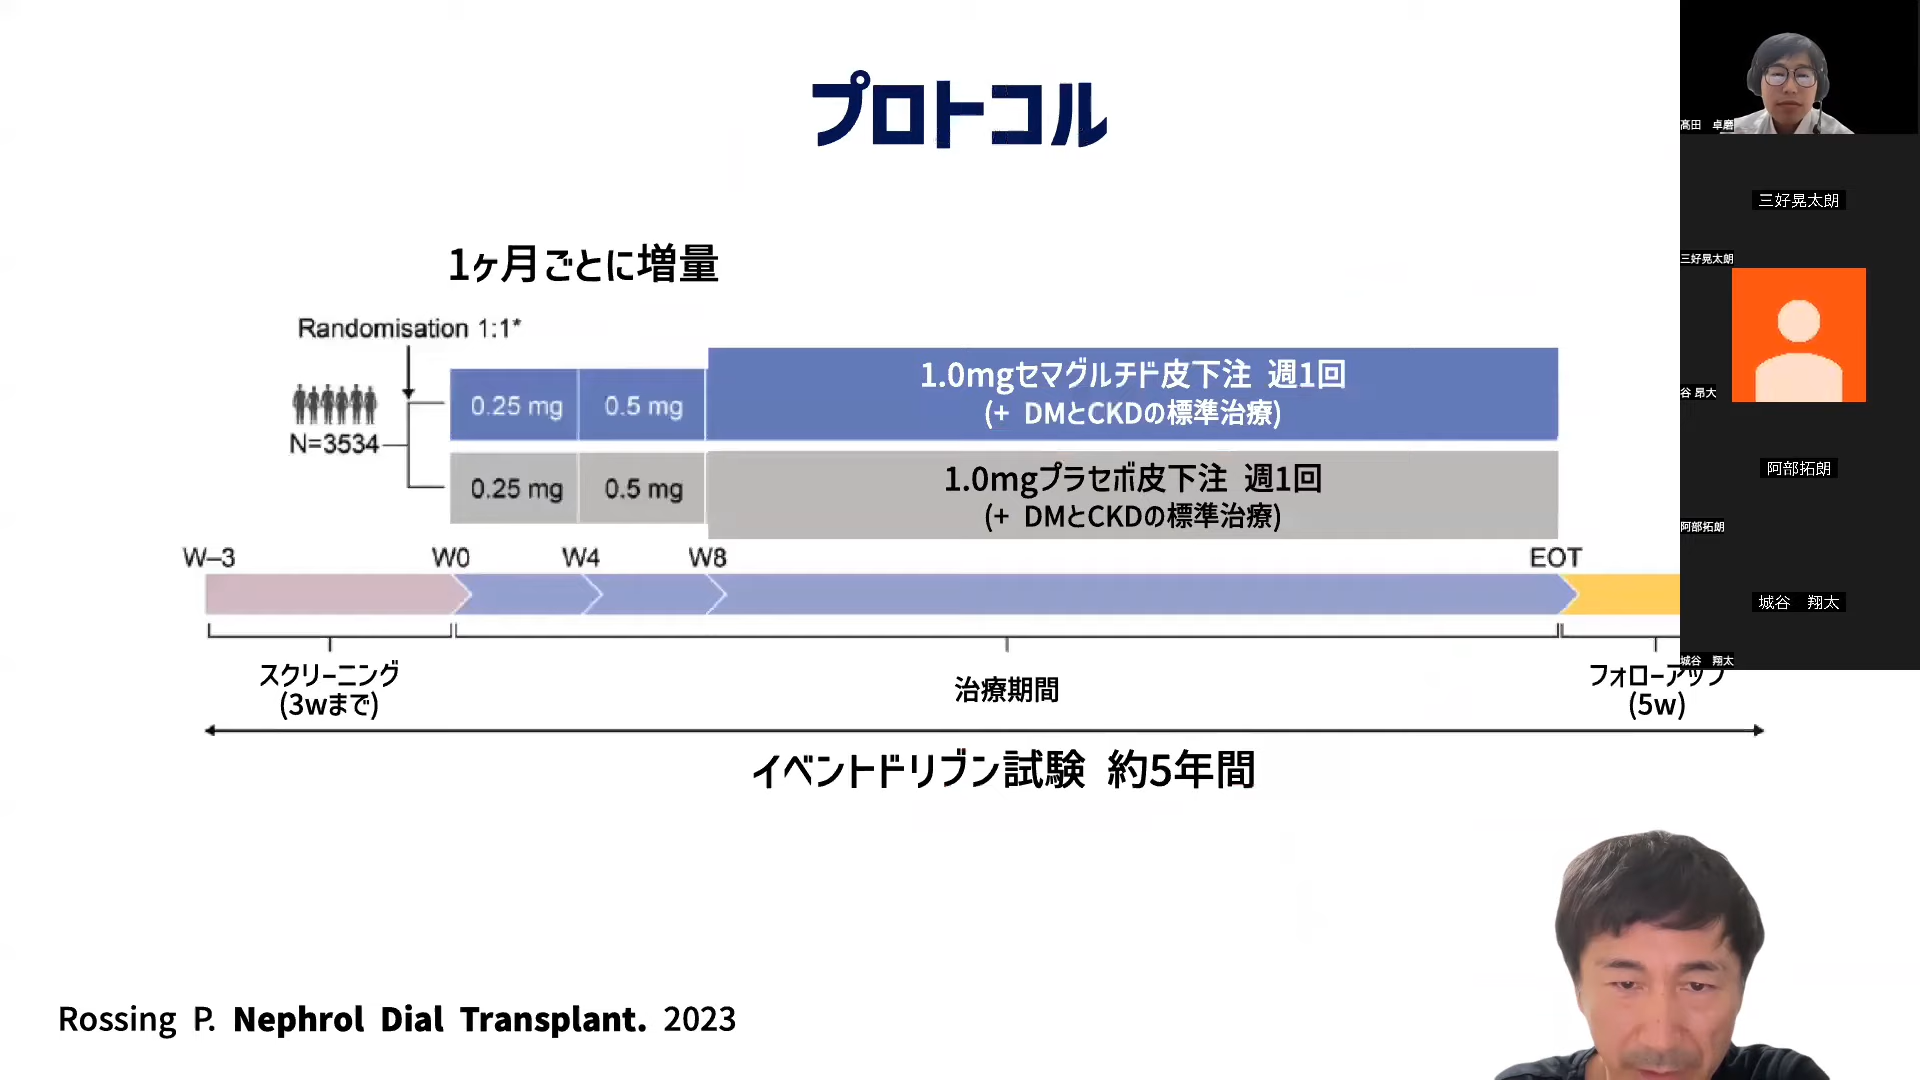 プロトコル
1ヶ月ごとに増量
Randomisation 1:1*
N=3534
0.25 mg
0.5 mg
1.0mgセマグルチド皮下注 週1回
(+ DMとCKDの標準治療)
0.25 mg
0.5 mg
1.0mgプラセボ皮下注 週1回
(+ DMとCKDの標準治療)
W–3
W0
W4
W8
EOT
スクリーニング
(3wまで)
治療期間
フォローアップ
(5w)
イベントドリブン試験 約5年間
Rossing P. Nephrol Dial Transplant. 2023
髙田 卓磨
三好晃太朗
三好晃太朗
谷 昂大
阿部拓朗
阿部拓朗
城谷 翔太
城谷 翔太